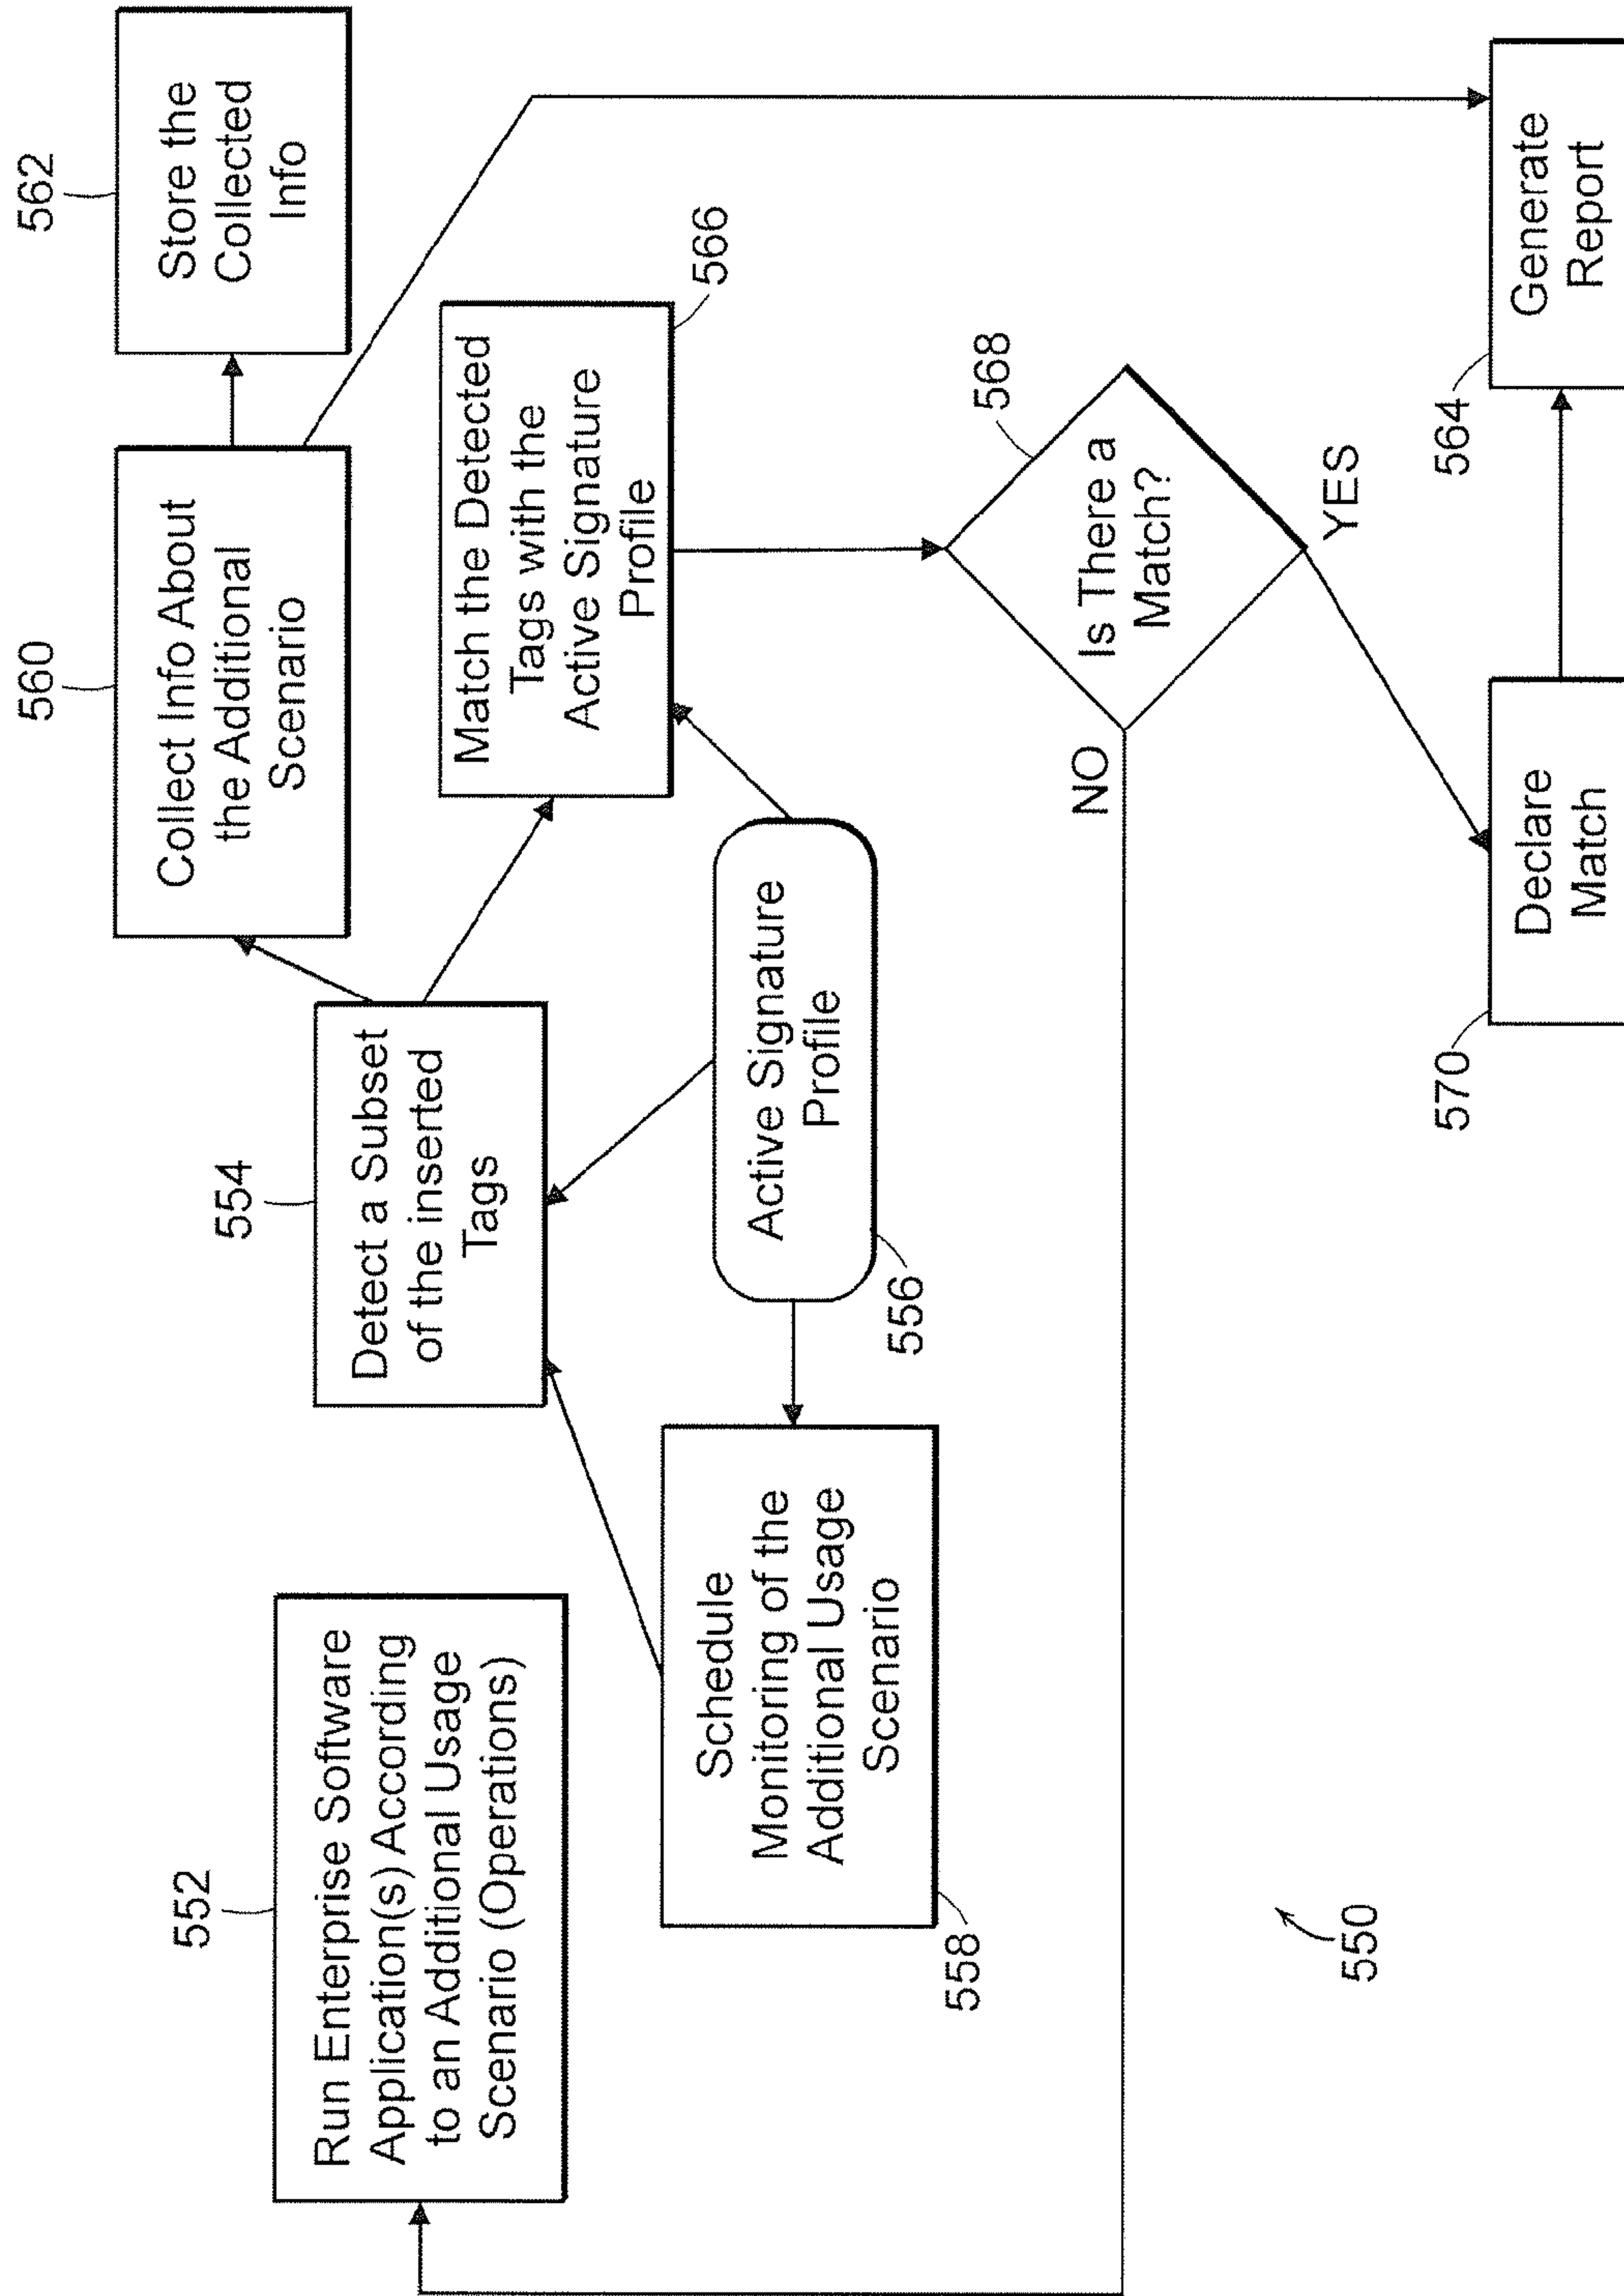 552
Run Enterprise Software
Application(s) According
to an Additional Usage
Scenario (Operations)
554
Detect a Subset
of the inserted
Tags
560
Collect Info About
the Additional
Scenario
562
Store the
Collected
Info
Schedule
Monitoring of the
Additional Usage
Scenario
558
Active Signature
Profile
556
Match the Detected
Tags with the
Active Signature
Profile
566
568
Is There a
Match?
NO
YES
570
Declare
Match
564
Generate
Report
550